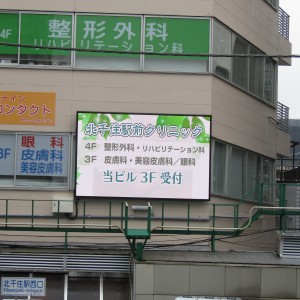 4F
整形外科
リハビリテーション科
コンタクト
3F
眼科
皮膚科
美容皮膚科
北千住駅前クリニック
4F 整形外科・リハビリテーション科
3F 皮膚科・美容皮膚科/眼科
当ビル 3F 受付
北千住駅西口